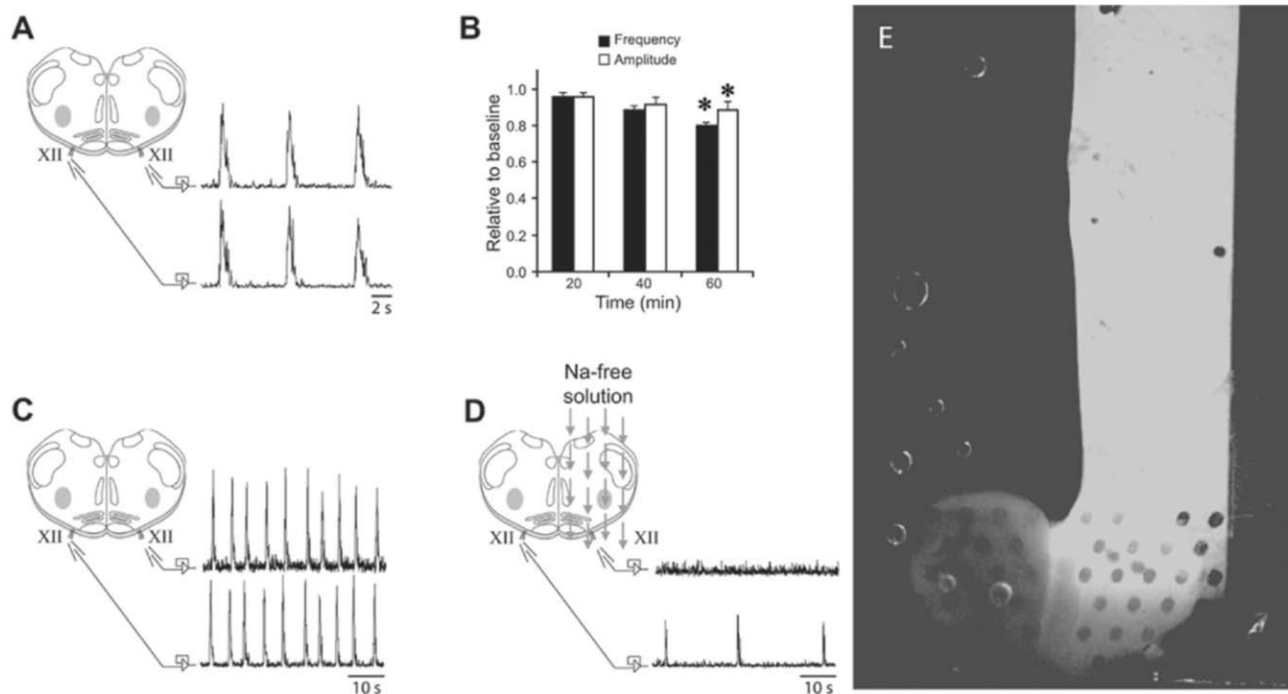 A
XII
XII
2 s
B
Frequency
Amplitude
Relative to baseline
1.0
0.8
0.6
0.4
0.2
0.0
20
40
60
* *
Time (min)
C
XII
XII
10 s
D
Na-free
solution
XII
XII
10 s
E